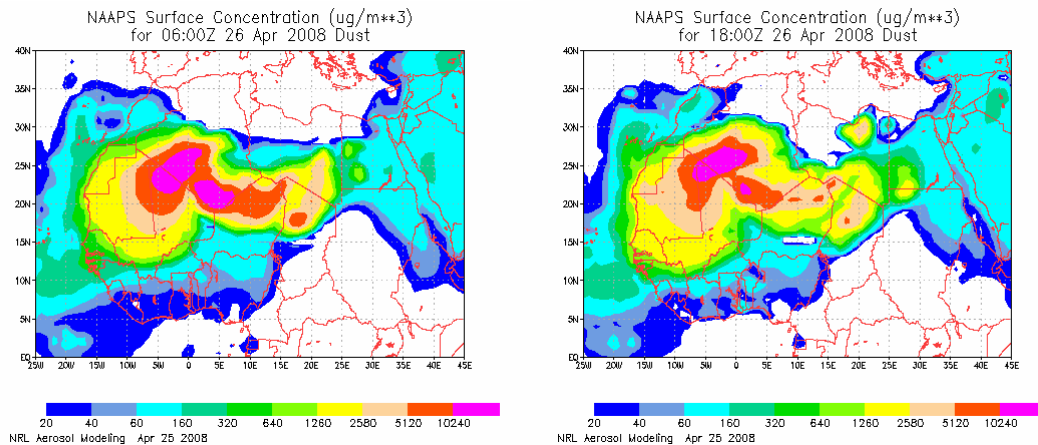 NAAPS Surface Concentration (ug/m**3)
for 06:00Z 26 Apr 2008 Dust
40N
35N
30N
25N
20N
15N
10N
5N
EQ
25W 20W 15W 10W 5W 0 5E 10E 15E 20E 25E 30E 35E 40E 45E
20 40 60 160 320 640 1260 2580 5120 10240
NRL Aerosol Modeling Apr 25 2008
NAAPS Surface Concentration (ug/m**3)
for 18:00Z 26 Apr 2008 Dust
40N
35N
30N
25N
20N
15N
10N
5N
EQ
25W 20W 15W 10W 5W 0 5E 10E 15E 20E 25E 30E 35E 40E 45E
20 40 60 160 320 640 1260 2580 5120 10240
NRL Aerosol Modeling Apr 25 2008